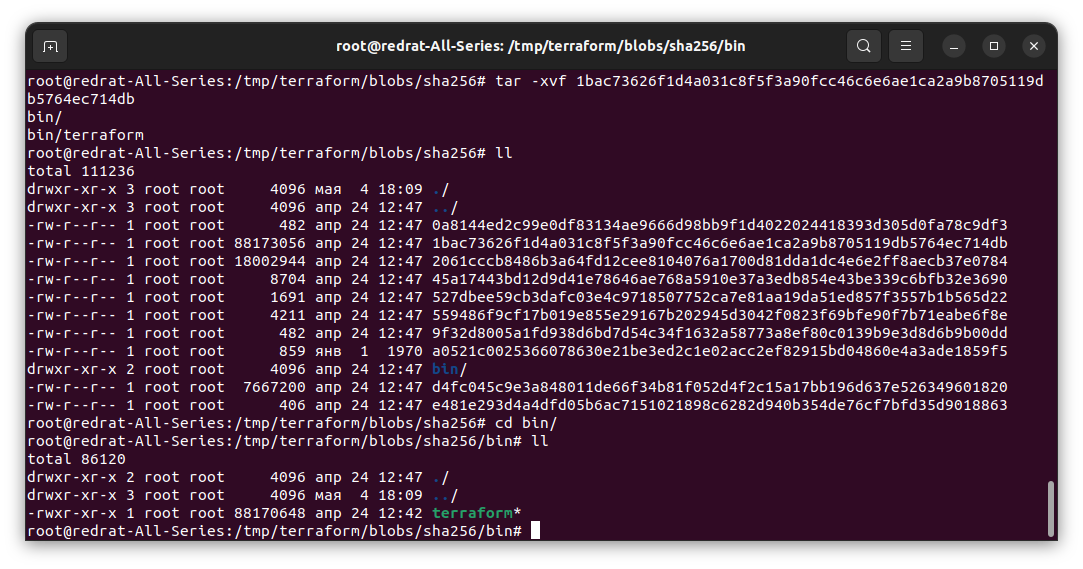 root@redrat-All-Series: /tmp/terraform/blobs/sha256/bin
root@redrat-All-Series:/tmp/terraform/blobs/sha256# tar -xvf 1bac73626f1d4a031c8f5f3a90fcc46c6e6ae1ca2a9b8705119d
b5764ec714db
bin/
bin/terraform
root@redrat-All-Series:/tmp/terraform/blobs/sha256# ll
total 111236
drwxr-xr-x 3 root root     4096 мая  4 18:09 ./
drwxr-xr-x 3 root root     4096 апр 24 12:47 ../
-rw-r--r-- 1 root root      482 апр 24 12:47 0a8144ed2c99e0df83134ae9666d98bb9f1d4022024418393d305d0fa78c9df3
-rw-r--r-- 1 root root 88173056 апр 24 12:47 1bac73626f1d4a031c8f5f3a90fcc46c6e6ae1ca2a9b8705119db5764ec714db
-rw-r--r-- 1 root root 18002944 апр 24 12:47 2061cccb8486b3a64fd12cee8104076a1700d81dda1dc4e6e2ff8aecb37e0784
-rw-r--r-- 1 root root     8704 апр 24 12:47 45a17443bd12d9d41e78646ae768a5910e37a3edb854e43be339c6bfb32e3690
-rw-r--r-- 1 root root     1691 апр 24 12:47 527dbee59cb3dafc03e4c9718507752ca7e81aa19da51ed857f3557b1b565d22
-rw-r--r-- 1 root root     4211 апр 24 12:47 559486f9cf17b019e855e29167b202945d3042f0823f69bfe90f7b71eabe6f8e
-rw-r--r-- 1 root root      482 апр 24 12:47 9f32d8005a1fd938d6bd7d54c34f1632a58773a8ef80c0139b9e3d8d6b9b00dd
-rw-r--r-- 1 root root      859 янв  1  1970 a0521c0025366078630e21be3ed2c1e02acc2ef82915bd04860e4a3ade1859f5
drwxr-xr-x 2 root root     4096 апр 24 12:47 bin/
-rw-r--r-- 1 root root  7667200 апр 24 12:47 d4fc045c9e3a848011de66f34b81f052d4f2c15a17bb196d637e526349601820
-rw-r--r-- 1 root root      406 апр 24 12:47 e481e293d4a4dfd05b6ac7151021898c6282d940b354de76cf7bfd35d9018863
root@redrat-All-Series:/tmp/terraform/blobs/sha256# cd bin/
root@redrat-All-Series:/tmp/terraform/blobs/sha256/bin# ll
total 86120
drwxr-xr-x 2 root root     4096 апр 24 12:47 ./
drwxr-xr-x 3 root root     4096 мая  4 18:09 ../
-rwxr-xr-x 1 root root 88170648 апр 24 12:42 terraform*
root@redrat-All-Series:/tmp/terraform/blobs/sha256/bin#